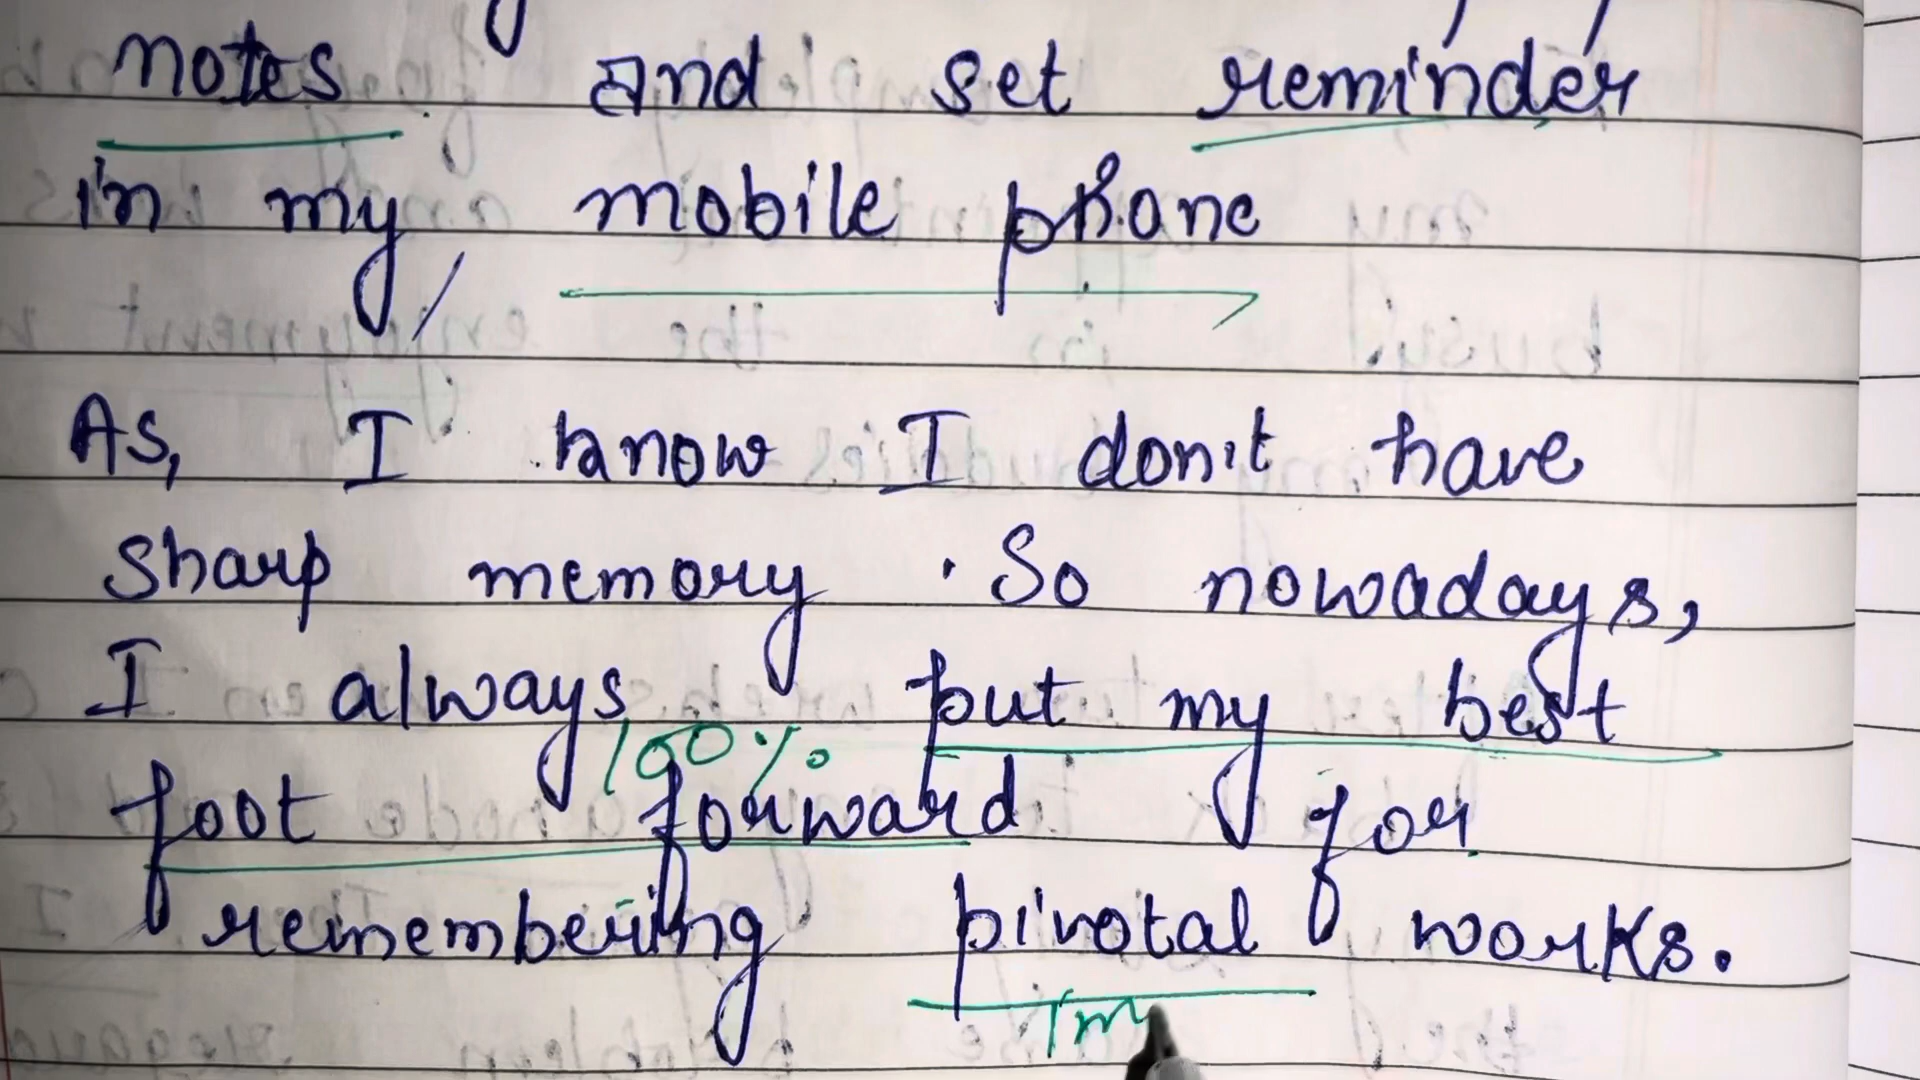 notes and set reminder
in my mobile phone
As, I know I don't have
sharp memory. So nowadays,
I always put my best
100%
foot forward for
remembering pivotal works.
Im